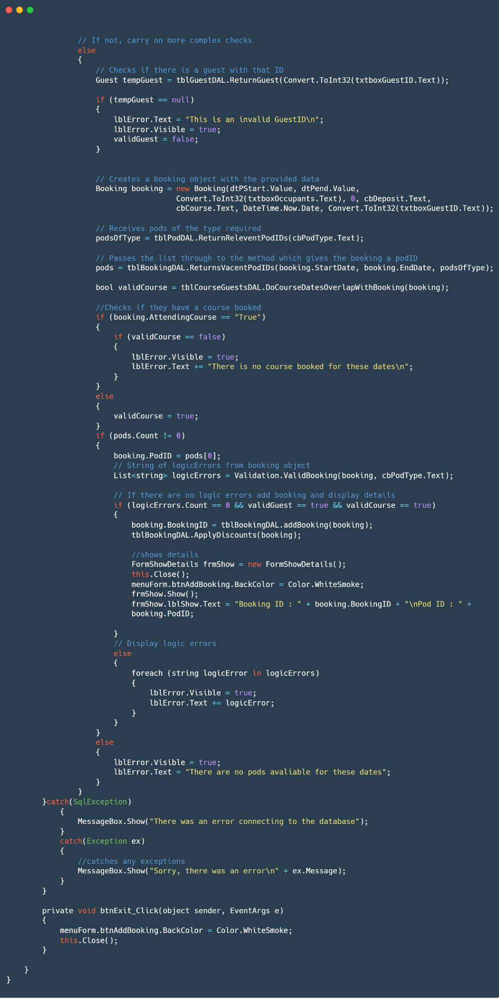 // If not, carry on more complex checks
else
{
// Checks if there is a guest with that ID
Guest tempGuest = tblGuestDAL.ReturnGuest(Convert.ToInt32(txtboxGuestID.Text));
if (tempGuest == null)
{
lblError.Text = "This is an invalid GuestID\n";
lblError.Visible = true;
validGuest = false;
}
// Creates a booking object with the provided data
Booking booking = new Booking(dtPStart.Value, dtPend.Value,
Convert.ToInt32(txtboxOccupants.Text), 0, cbDeposit.Text,
cbCourse.Text, DateTime.Now.Date, Convert.ToInt32(txtboxGuestID.Text));
// Receives pods of the type required
podsOfType = tblPodDAL.ReturnReleventPodIDs(cbPodType.Text);
// Passes the list through to the method which gives the booking a podID
pods = tblBookingDAL.ReturnsVacentPodIDs(booking.StartDate, booking.EndDate, podsOfType);
bool validCourse = tblCourseGuestsDAL.DoCourseDatesOverlapWithBooking(booking);
//Checks if they have a course booked
if (booking.AttendingCourse == "True")
{
if (validCourse == false)
{
lblError.Visible = true;
lblError.Text += "There is no course booked for these dates\n";
}
}
else
{
validCourse = true;
}
if (pods.Count != 0)
{
booking.PodID = pods[0];
// String of logicErrors from booking object
List<string> logicErrors = Validation.ValidBooking(booking, cbPodType.Text);
// If there are no logic errors add booking and display details
if (logicErrors.Count == 0 && validGuest == true && validCourse == true)
{
booking.BookingID = tblBookingDAL.addBooking(booking);
tblBookingDAL.ApplyDiscounts(booking);
//shows details
FormShowDetails frmShow = new FormShowDetails();
this.Close();
menuForm.btnAddBooking.BackColor = Color.WhiteSmoke;
frmShow.Show();
frmShow.lblShow.Text = "Booking ID : " + booking.BookingID + "\nPod ID : " +
booking.PodID;
}
// Display logic errors
else
{
foreach (string logicError in logicErrors)
{
lblError.Visible = true;
lblError.Text += logicError;
}
}
}
else
{
lblError.Visible = true;
lblError.Text = "There are no pods avaliable for these dates";
}
}
}catch(SqlException)
{
MessageBox.Show("There was an error connecting to the database");
}
catch(Exception ex)
{
//catches any exceptions
MessageBox.Show("Sorry, there was an error\n" + ex.Message);
}
}
private void btnExit_Click(object sender, EventArgs e)
{
menuForm.btnAddBooking.BackColor = Color.WhiteSmoke;
this.Close();
}
}
}